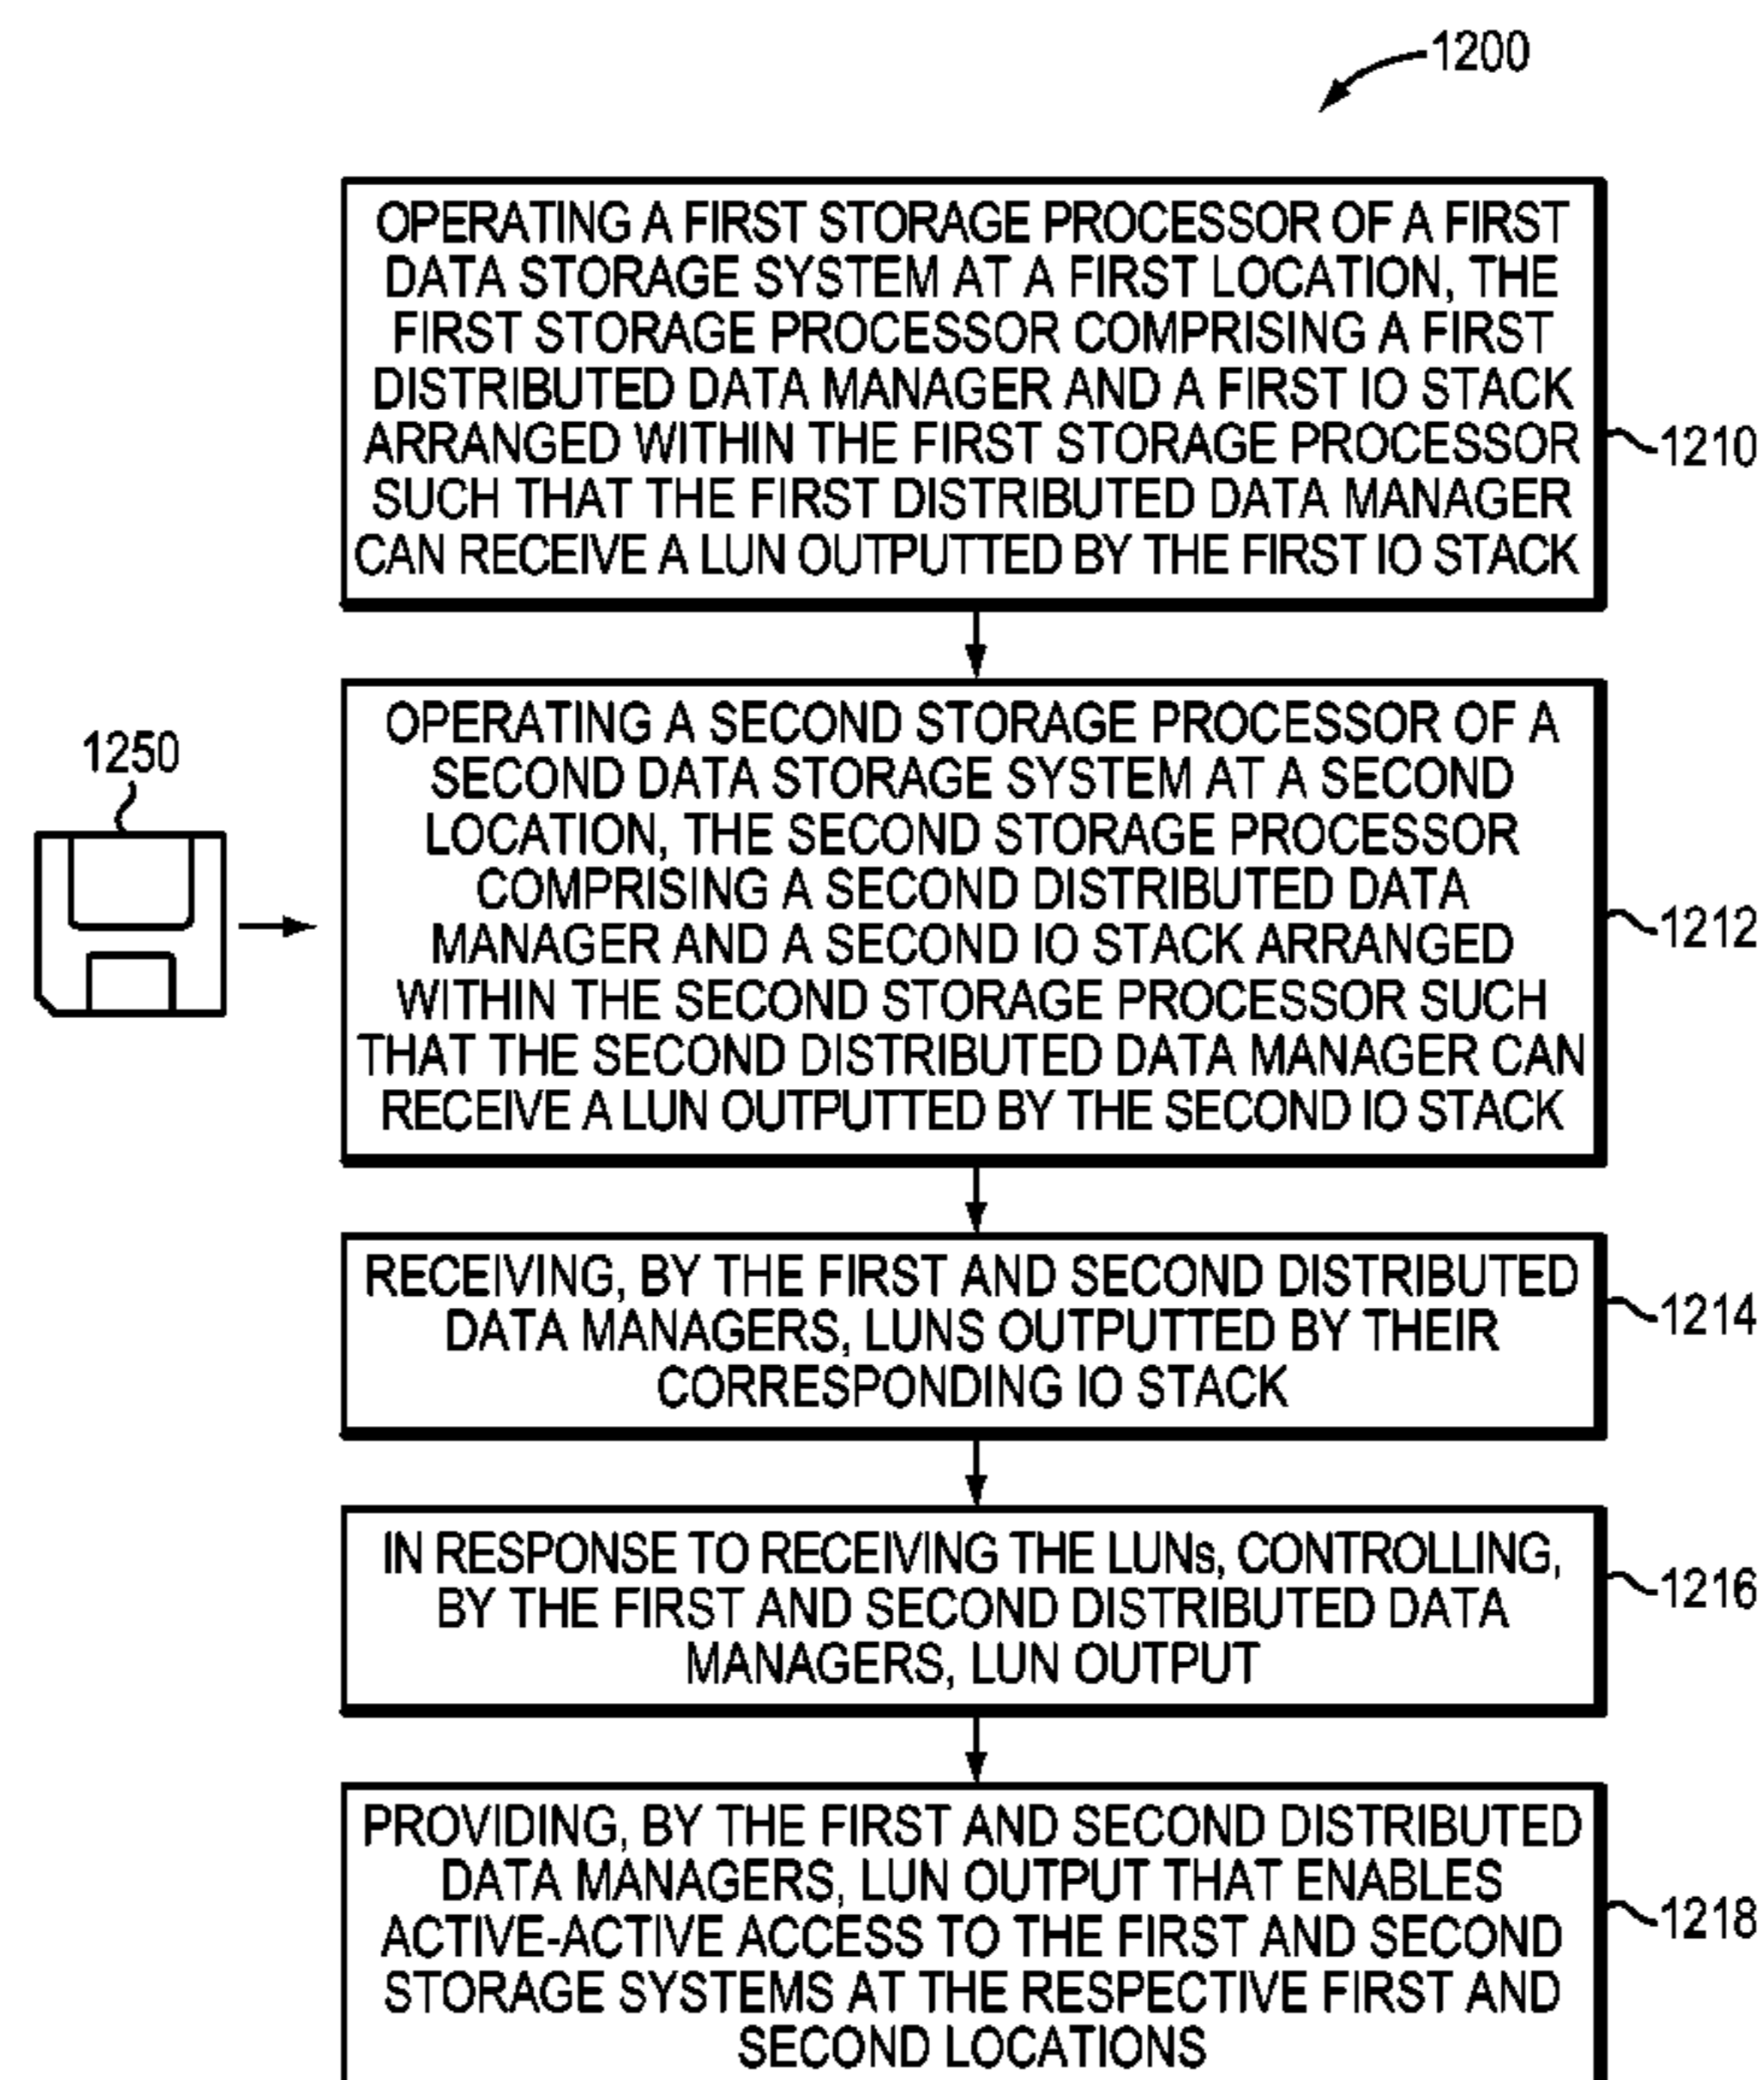 1200
OPERATING A FIRST STORAGE PROCESSOR OF A FIRST
DATA STORAGE SYSTEM AT A FIRST LOCATION, THE
FIRST STORAGE PROCESSOR COMPRISING A FIRST
DISTRIBUTED DATA MANAGER AND A FIRST IO STACK
ARRANGED WITHIN THE FIRST STORAGE PROCESSOR
SUCH THAT THE FIRST DISTRIBUTED DATA MANAGER
CAN RECEIVE A LUN OUTPUTTED BY THE FIRST IO STACK
1210
1250
OPERATING A SECOND STORAGE PROCESSOR OF A
SECOND DATA STORAGE SYSTEM AT A SECOND
LOCATION, THE SECOND STORAGE PROCESSOR
COMPRISING A SECOND DISTRIBUTED DATA
MANAGER AND A SECOND IO STACK ARRANGED
WITHIN THE SECOND STORAGE PROCESSOR SUCH
THAT THE SECOND DISTRIBUTED DATA MANAGER CAN
RECEIVE A LUN OUTPUTTED BY THE SECOND IO STACK
1212
RECEIVING, BY THE FIRST AND SECOND DISTRIBUTED
DATA MANAGERS, LUNS OUTPUTTED BY THEIR
CORRESPONDING IO STACK
1214
IN RESPONSE TO RECEIVING THE LUNs, CONTROLLING,
BY THE FIRST AND SECOND DISTRIBUTED DATA
MANAGERS, LUN OUTPUT
1216
PROVIDING, BY THE FIRST AND SECOND DISTRIBUTED
DATA MANAGERS, LUN OUTPUT THAT ENABLES
ACTIVE-ACTIVE ACCESS TO THE FIRST AND SECOND
STORAGE SYSTEMS AT THE RESPECTIVE FIRST AND
SECOND LOCATIONS
1218